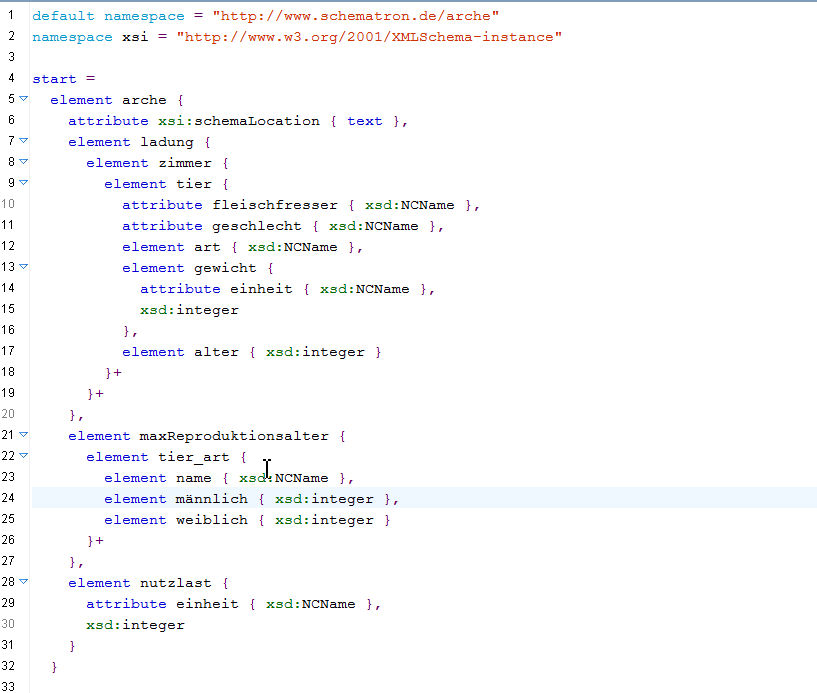 1 default namespace = "http://www.schematron.de/arche"
2 namespace xsi = "http://www.w3.org/2001/XMLSchema-instance"
3
4 start =
5   element arche {
6     attribute xsi:schemaLocation { text },
7     element ladung {
8       element zimmer {
9         element tier {
10           attribute fleischfresser { xsd:NCName },
11           attribute geschlecht { xsd:NCName },
12           element art { xsd:NCName },
13           element gewicht {
14             attribute einheit { xsd:NCName },
15             xsd:integer
16           },
17           element alter { xsd:integer }
18         }+
19       }+
20     },
21     element maxReproduktionsalter {
22       element tier_art {
23         element name { xsd:NCName },
24         element männlich { xsd:integer },
25         element weiblich { xsd:integer }
26       }+
27     },
28     element nutzlast {
29       attribute einheit { xsd:NCName },
30       xsd:integer
31     }
32   }
33